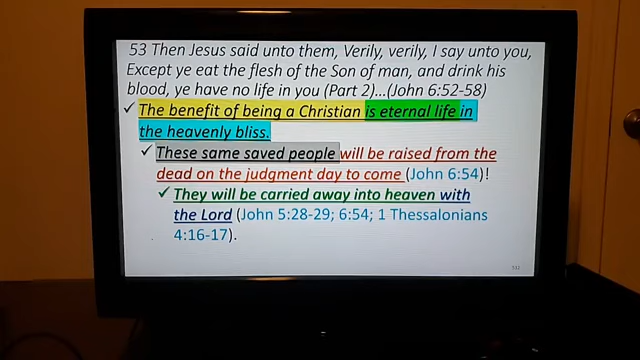 53 Then Jesus said unto them, Verily, verily, I say unto you,
Except ye eat the flesh of the Son of man, and drink his
blood, ye have no life in you (Part 2)...(John 6:52-58)
✓ The benefit of being a Christian is eternal life in
the heavenly bliss.
✓ These same saved people will be raised from the
dead on the judgment day to come (John 6:54)!
✓ They will be carried away into heaven with
the Lord (John 5:28-29; 6:54; 1 Thessalonians
4:16-17).